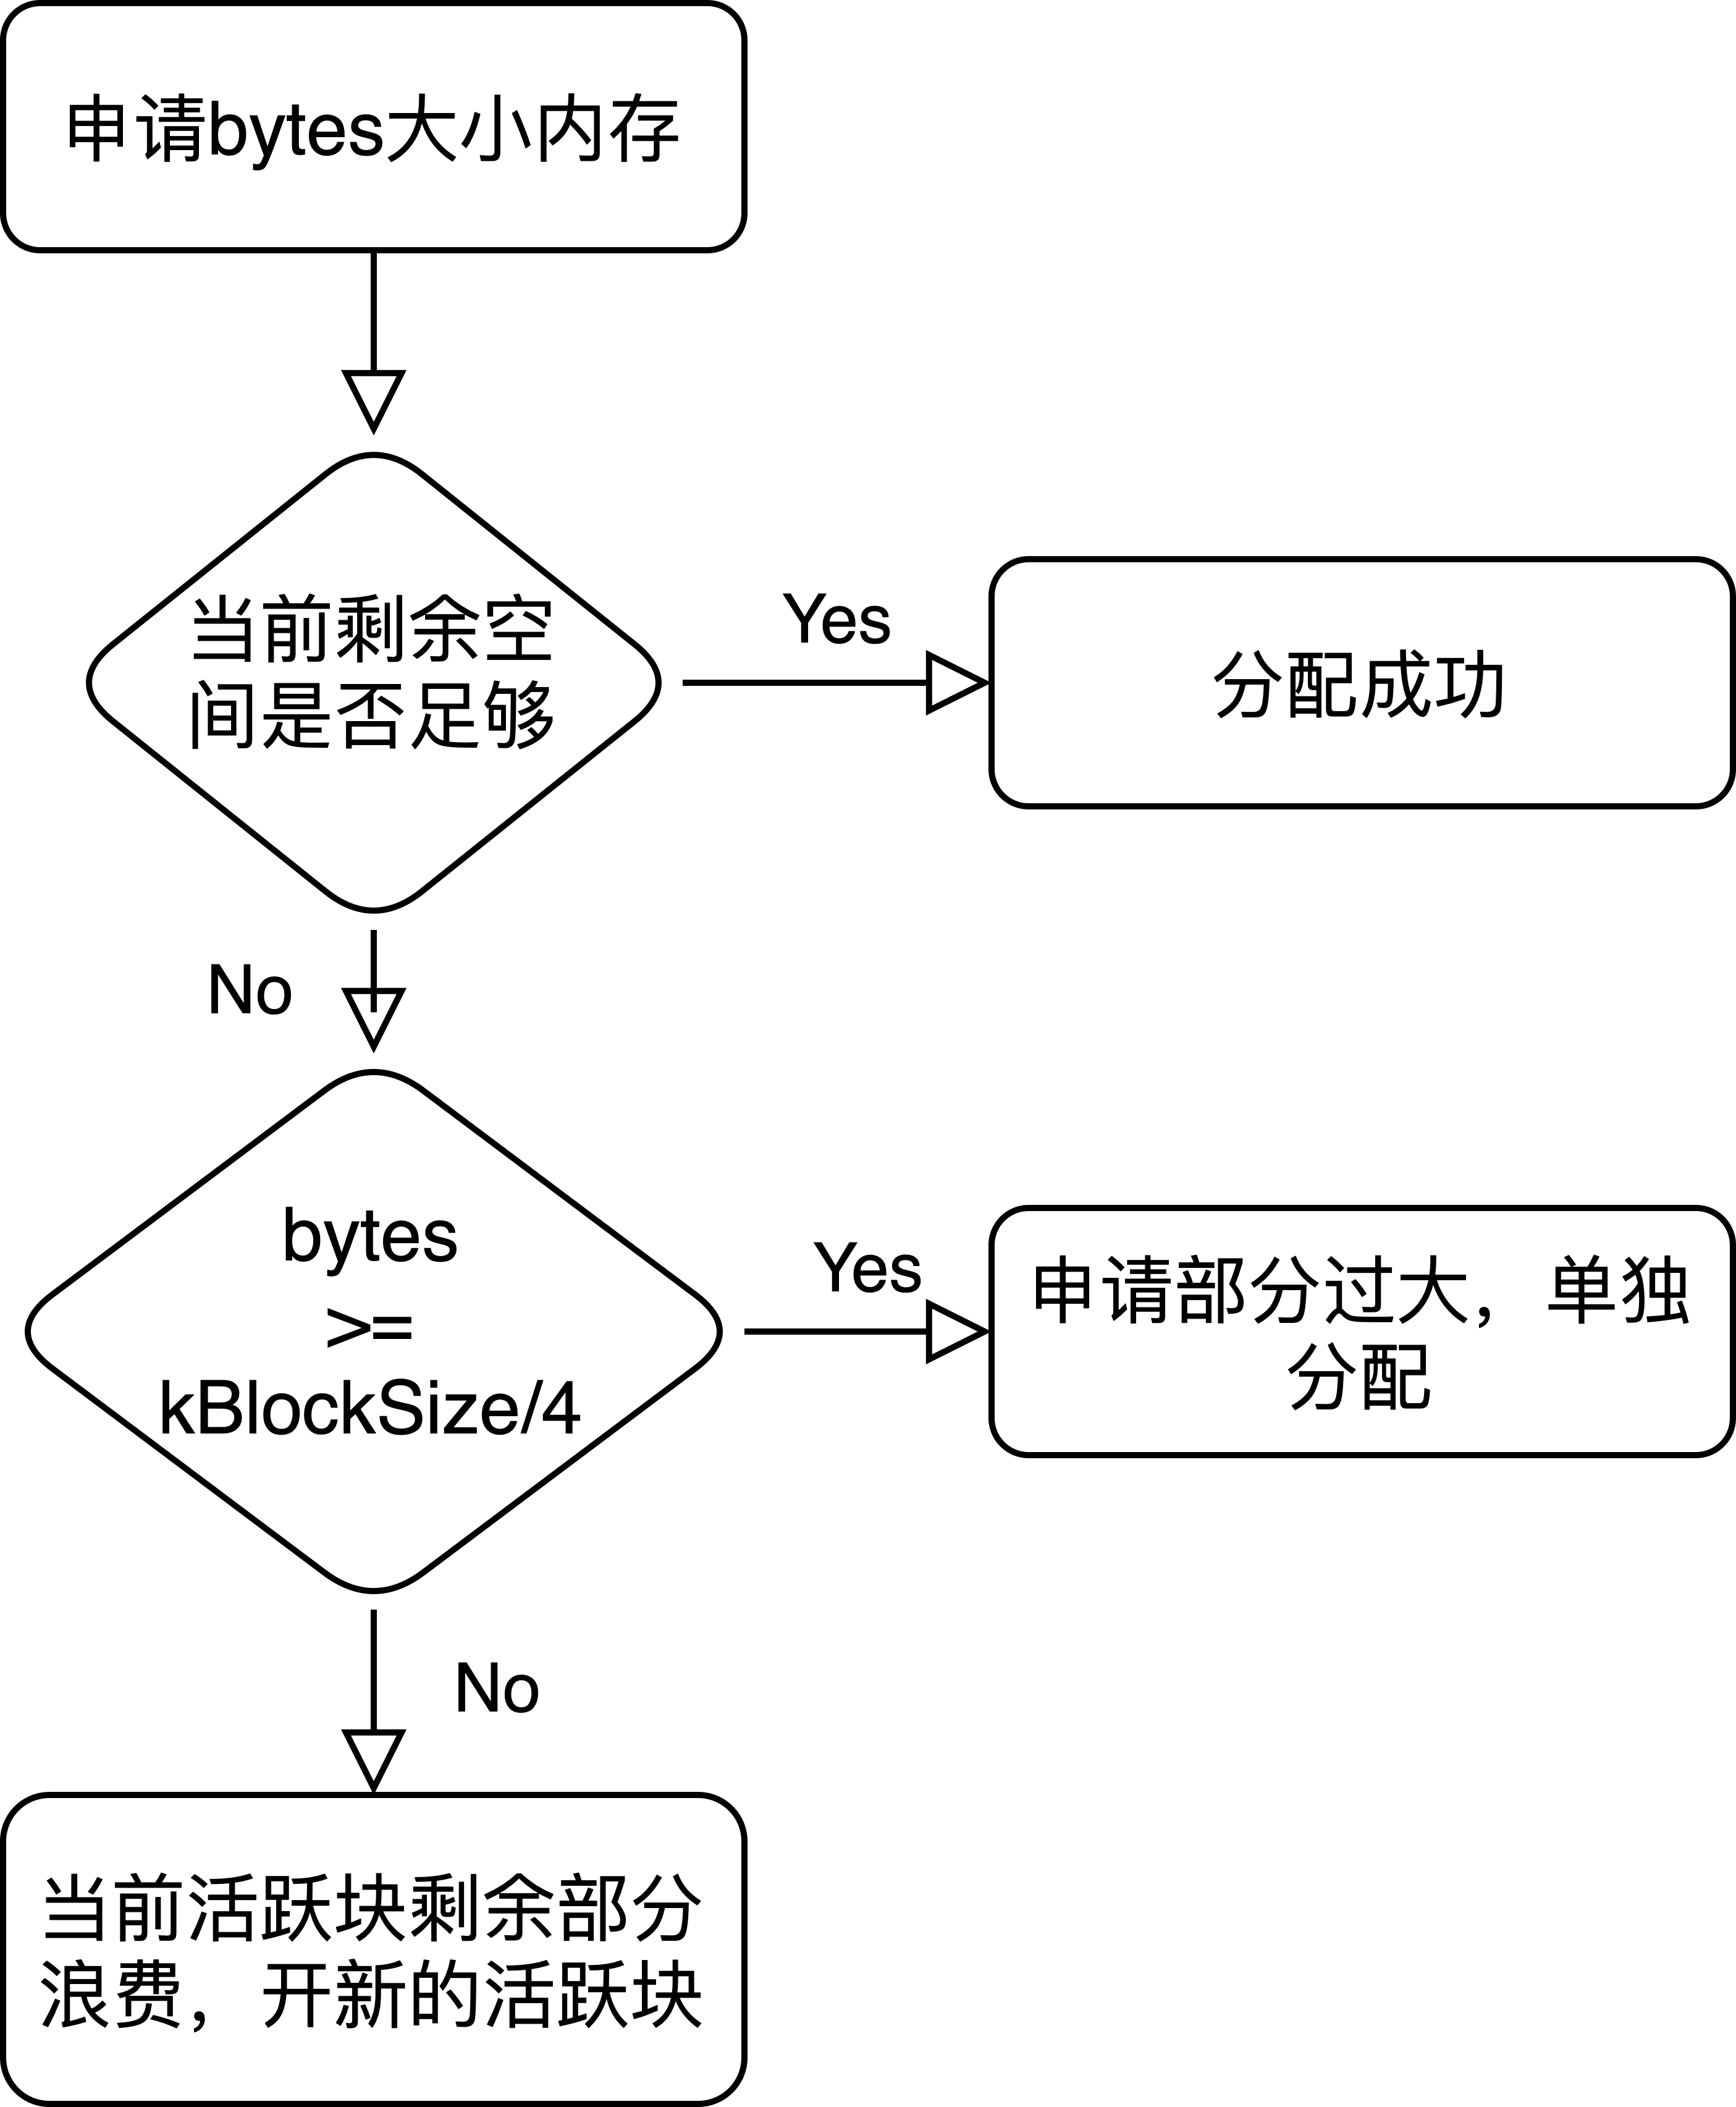 申请bytes大小内存
当前剩余空
间是否足够
Yes
分配成功
No
bytes
>=
kBlockSize/4
Yes
申请部分过大，单独
分配
No
当前活跃块剩余部分
浪费，开新的活跃块